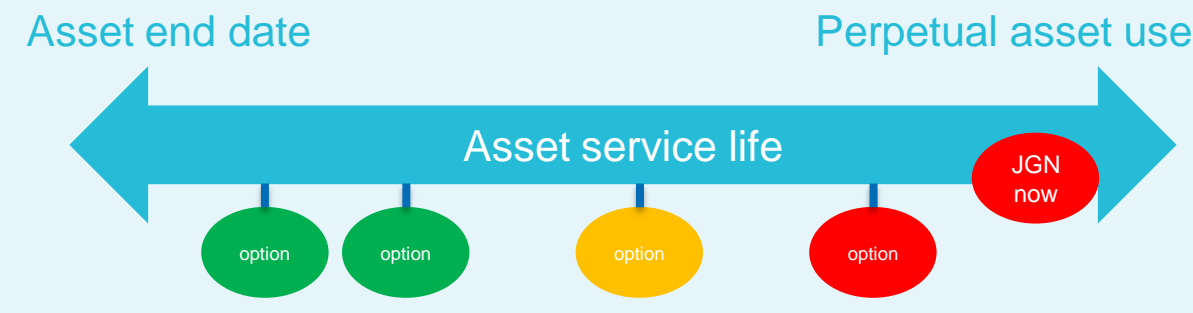 Asset end date
Perpetual asset use
Asset service life
JGN
now
option
option
option
option